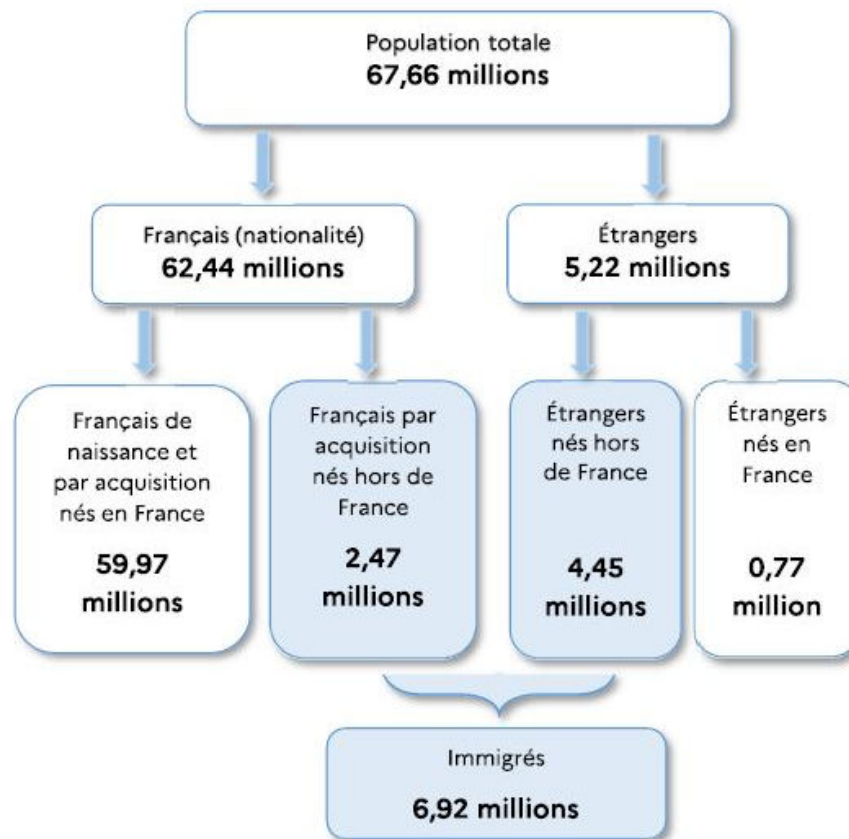 Population totale
67,66 millions
Français (nationalité)
62,44 millions
Étrangers
5,22 millions
Français de
naissance et
par acquisition
nés en France
59,97
millions
Français par
acquisition
nés hors de
France
2,47
millions
Étrangers
nés hors
de France
4,45
millions
Étrangers
nés en
France
0,77
million
Immigrés
6,92 millions